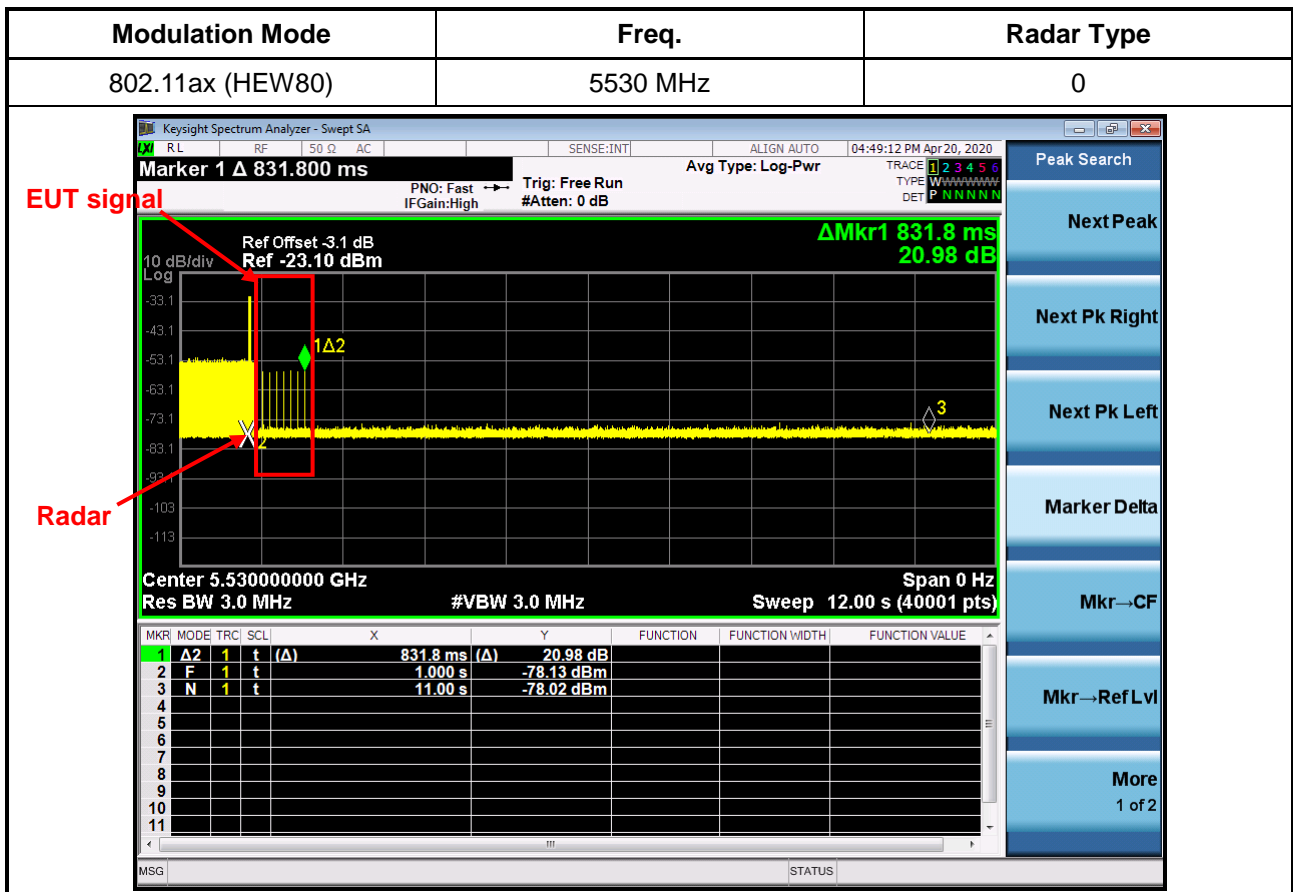 Modulation Mode Freq. Radar Type
802.11ax (HEW80) 5530 MHz 0
Keysight Spectrum Analyzer - Swept SA
LXI RL RF 50 Ω AC SENSE:INT ALIGN AUTO 04:49:12 PM Apr 20, 2020
Marker 1 Δ 831.800 ms
PNO: Fast
IFGain:High
Trig: Free Run
#Atten: 0 dB
Avg Type: Log-Pwr
TRACE 1 2 3 4 5 6
TYPE WWWWWW
DET P N N N N N
Peak Search
EUT signal
ΔMkr1 831.8 ms
20.98 dB
Ref Offset -3.1 dB
10 dB/div Ref -23.10 dBm
Log
-33.1
-43.1
1Δ2
-53.1
-63.1
-73.1
3
2
-83.1
-103
-113
Radar
Center 5.530000000 GHz Span 0 Hz
Res BW 3.0 MHz #VBW 3.0 MHz Sweep 12.00 s (40001 pts)
MKR MODE TRC SCL X Y FUNCTION FUNCTION WIDTH FUNCTION VALUE
1 Δ2 1 t (Δ) 831.8 ms (Δ) 20.98 dB
2 F 1 t 1.000 s -78.13 dBm
3 N 1 t 11.00 s -78.02 dBm
4
5
6
7
8
9
10
11
MSG STATUS
Next Peak
Next Pk Right
Next Pk Left
Marker Delta
Mkr→CF
Mkr→Ref Lvl
More
1 of 2